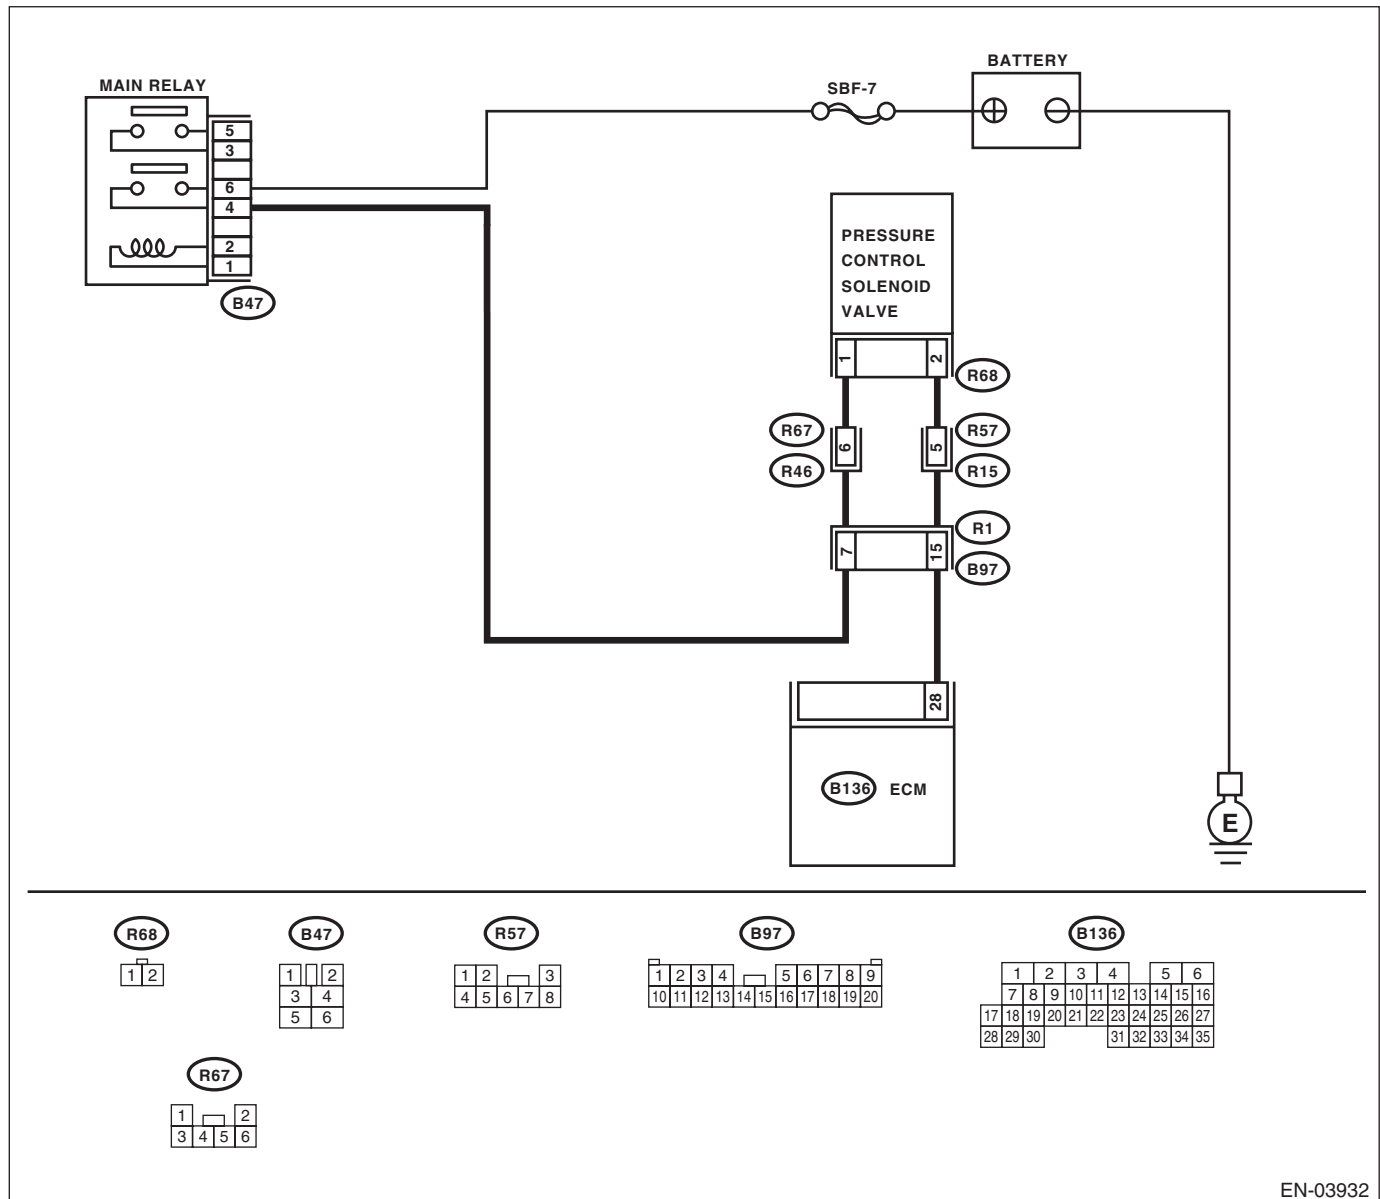 BATTERY
MAIN RELAY
SBF-7
5
3
6
4
2
1
B47
PRESSURE
CONTROL
SOLENOID
VALVE
1 2
R68
R67 6 5 R57
R46 R15
R1
7 15
B97
28
B136 ECM
E
R68 B47 R57 B97 B136
1 2
1 2
3 4
5 6
1 2 3
4 5 6 7 8
1 2 3 4 5 6 7 8 9
10 11 12 13 14 15 16 17 18 19 20
1 2 3 4 5 6
7 8 9 10 11 12 13 14 15 16
17 18 19 20 21 22 23 24 25 26 27
28 29 30 31 32 33 34 35
R67
1 2
3 4 5 6
EN-03932